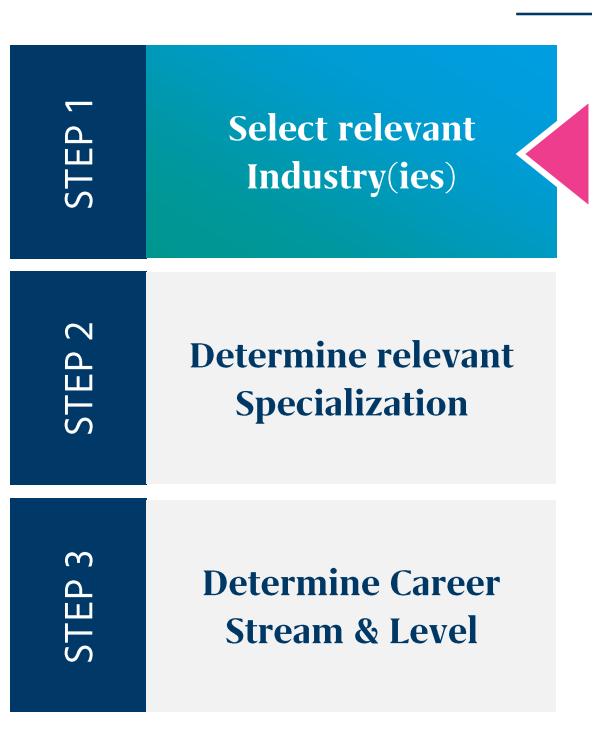 STEP 1
Select relevant
Industry(ies)
STEP 2
Determine relevant
Specialization
STEP 3
Determine Career
Stream & Level